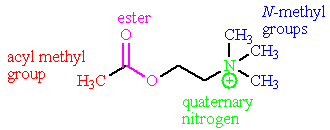 ester
N-methyl
groups
O
CH3
CH3
acyl methyl
group
N
H3C
O
CH3
+
quaternary
nitrogen